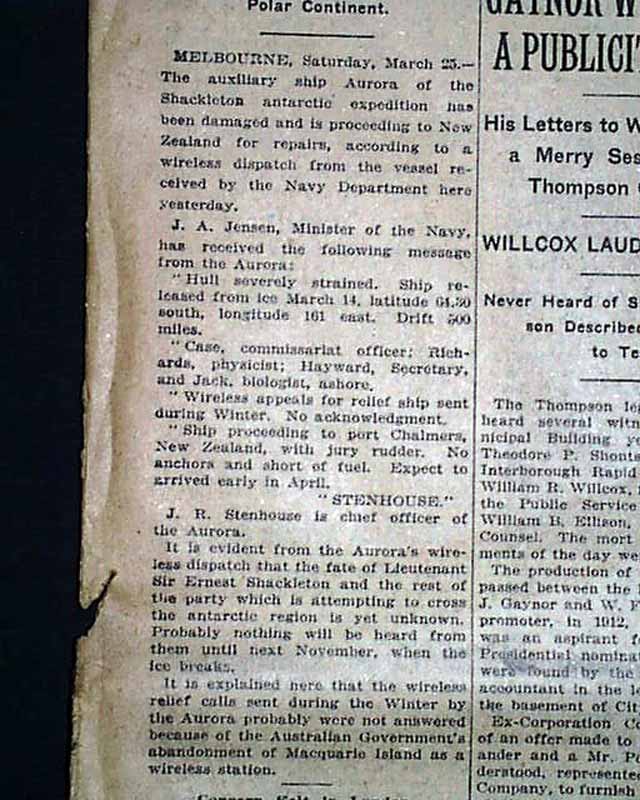 Polar Continent.
MELBOURNE, Saturday, March 25.—
The auxiliary ship Aurora of the
Shackleton antarctic expedition has
been damaged and is proceeding to New
Zealand for repairs, according to a
wireless dispatch from the vessel re-
ceived by the Navy Department here
yesterday.
J. A. Jensen, Minister of the Navy,
has received the following message
from the Aurora:
"Hull severely strained. Ship re-
leased from ice March 14, latitude 64.30
south, longitude 161 east. Drift 500
miles.
"Case, commissariat officer; Rich-
ards, physicist; Hayward, Secretary,
and Jack, biologist, ashore.
"Wireless appeals for relief ship sent
during Winter. No acknowledgment.
"Ship proceeding to port Chalmers,
New Zealand, with jury rudder. No
anchors and short of fuel. Expect to
arrived early in April.
"STENHOUSE."
J. R. Stenhouse is chief officer of
the Aurora.
It is evident from the Aurora's wire-
less dispatch that the fate of Lieutenant
Sir Ernest Shackleton and the rest of
the party which is attempting to cross
the antarctic region is yet unknown.
Probably nothing will be heard from
them until next November, when the
ice breaks.
It is explained here that the wireless
relief calls sent during the Winter by
the Aurora probably were not answered
because of the Australian Government's
abandonment of Macquarie Island as a
wireless station.
GAYNOR W
A PUBLICIT
His Letters to W
a Merry Ses
Thompson
WILLCOX LAUD
Never Heard of S
son Described
to Te
The Thompson leg
heard several witn
nicipal Building ye
Theodore P. Shonts
Interborough Rapid
William R. Willcox,
the Public Service
William B. Ellison,
Counsel. The mort
ments of the day we
The production of
passed between the
J. Gaynor and W. F
promoter, in 1912,
was an aspirant f
Presidential nominat
were found by the
accountant in the
the basement of Cit
Ex-Corporation Co
of an offer made to
ander and a Mr. Po
derstood, represente
Company, to furnish